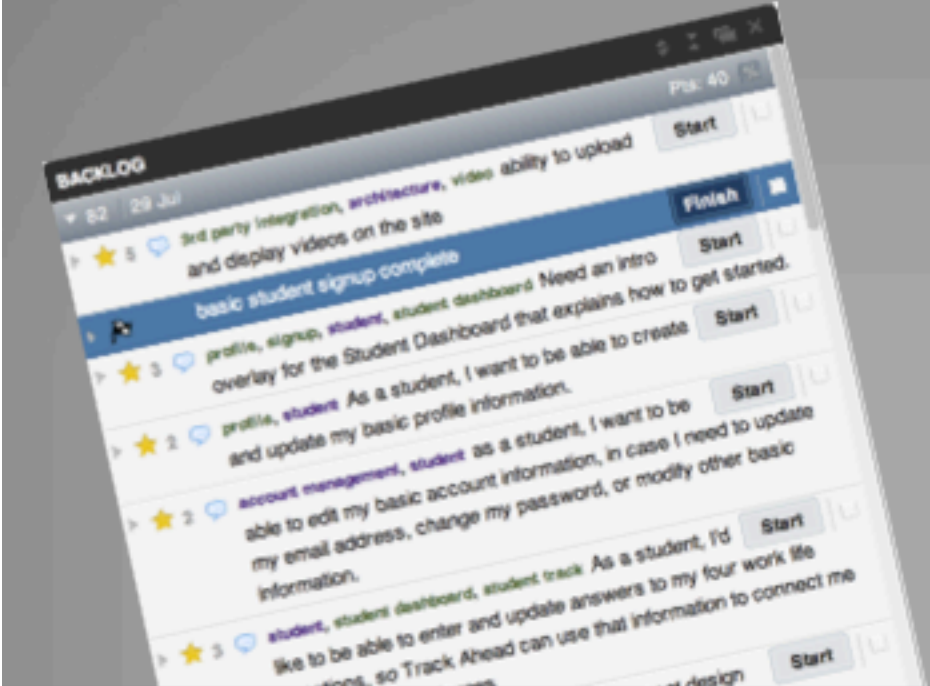 BACKLOG
82 29 Jul Pts: 40
5 3rd party integration, architecture, video ability to upload Start
and display videos on the site
basic student signup complete Finish
3 profile, signup, student, student dashboard Need an intro Start
overlay for the Student Dashboard that explains how to get started.
2 profile, student As a student, I want to be able to create Start
and update my basic profile information.
2 account management, student as a student, I want to be Start
able to edit my basic account information, in case I need to update
my email address, change my password, or modify other basic
information.
3 student, student dashboard, student track As a student, I'd Start
like to be able to enter and update answers to my four work life
so Track Ahead can use that information to connect me
design Start